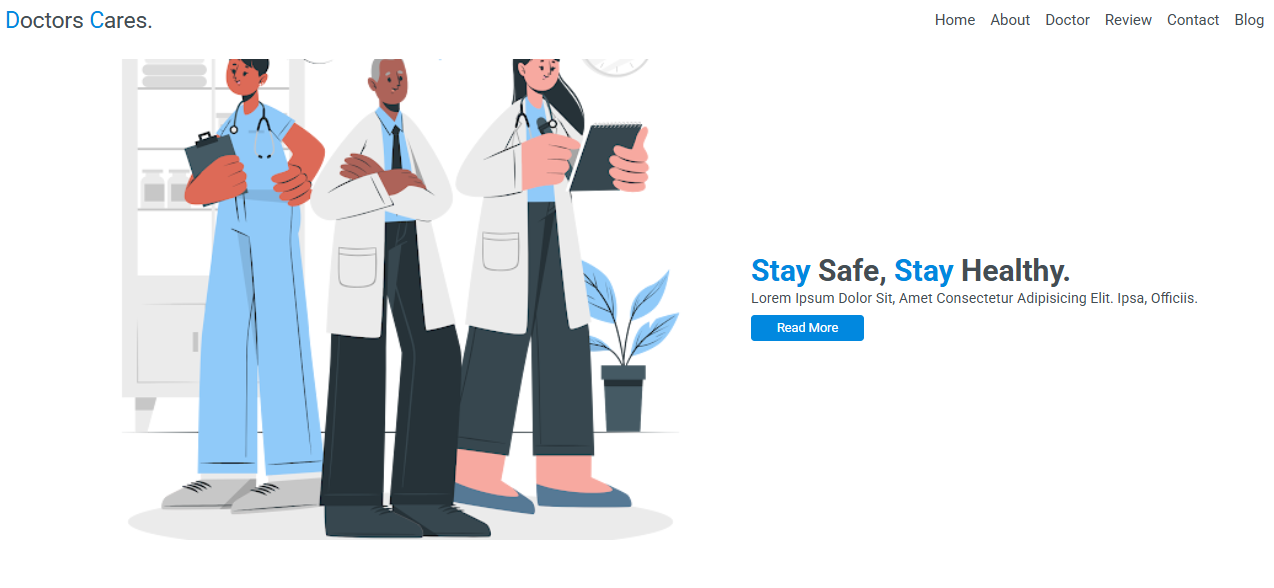 Doctors Cares.
Home About Doctor Review Contact Blog
Stay Safe, Stay Healthy.
Lorem Ipsum Dolor Sit, Amet Consectetur Adipisicing Elit. Ipsa, Officiis.
Read More